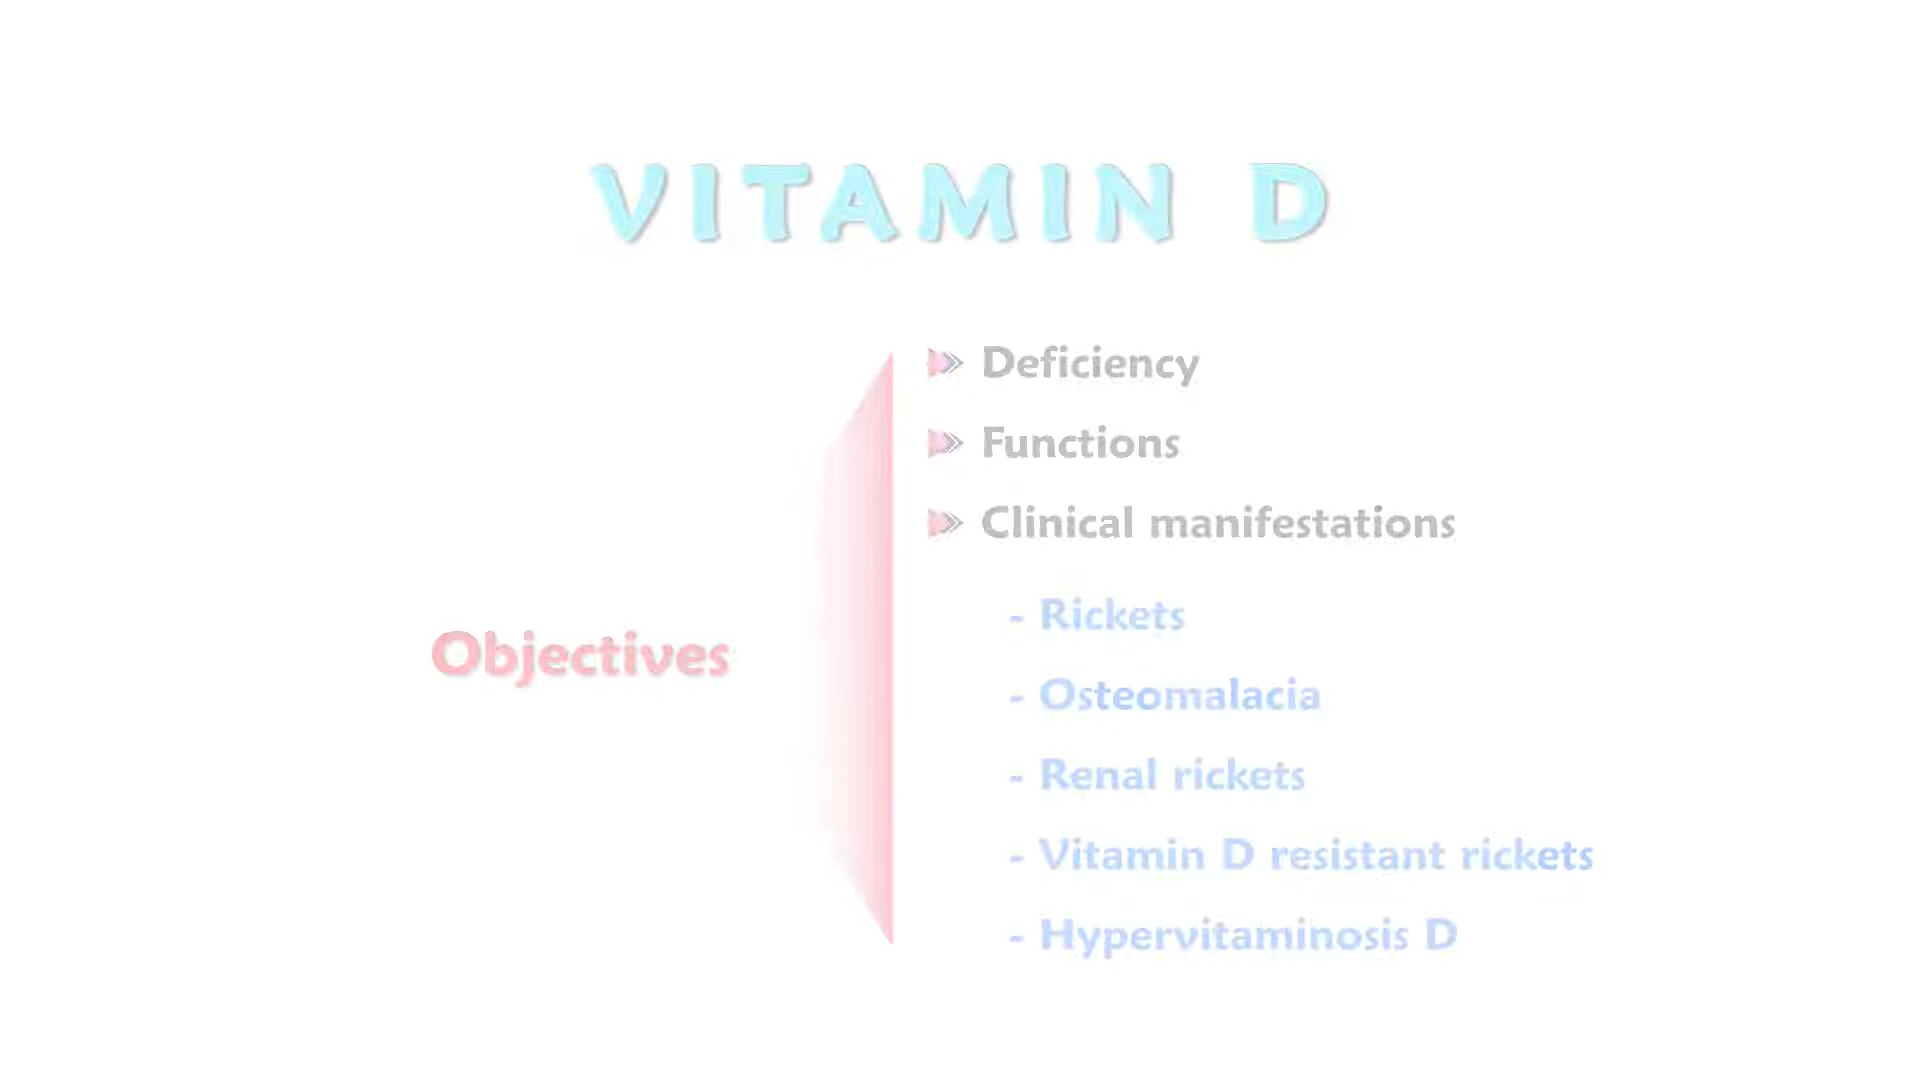 VITAMIN D
Objectives
Deficiency
Functions
Clinical manifestations
- Rickets
- Osteomalacia
- Renal rickets
- Vitamin D resistant rickets
- Hypervitaminosis D